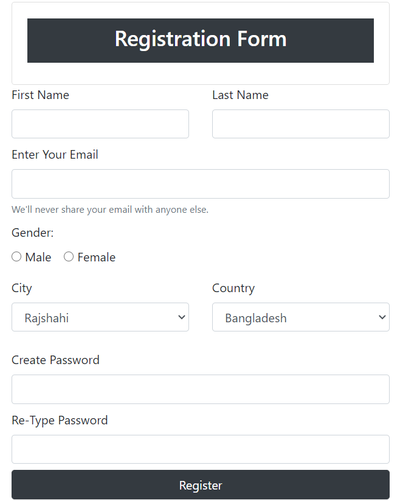 Registration Form
First Name Last Name
Enter Your Email
We'll never share your email with anyone else.
Gender:
Male Female
City Country
Rajshahi Bangladesh
Create Password
Re-Type Password
Register